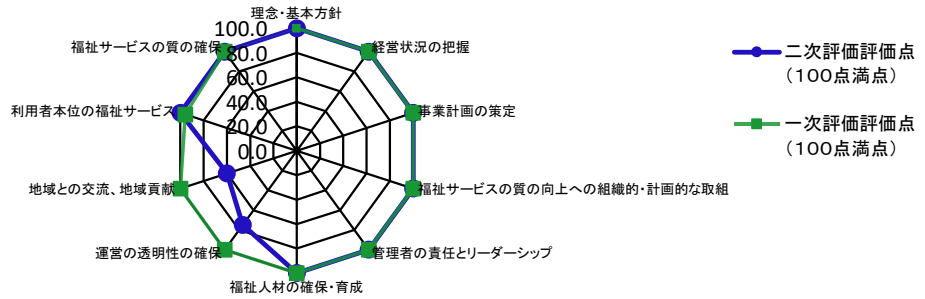 理念・基本方針
経営状況の把握
事業計画の策定
福祉サービスの質の向上への組織的・計画的な取組
管理者の責任とリーダーシップ
福祉人材の確保・育成
運営の透明性の確保
地域との交流、地域貢献
利用者本位の福祉サービス
福祉サービスの質の確保
100.0
80.0
60.0
40.0
20.0
0.0
二次評価評価点
（100点満点）
一次評価評価点
（100点満点）